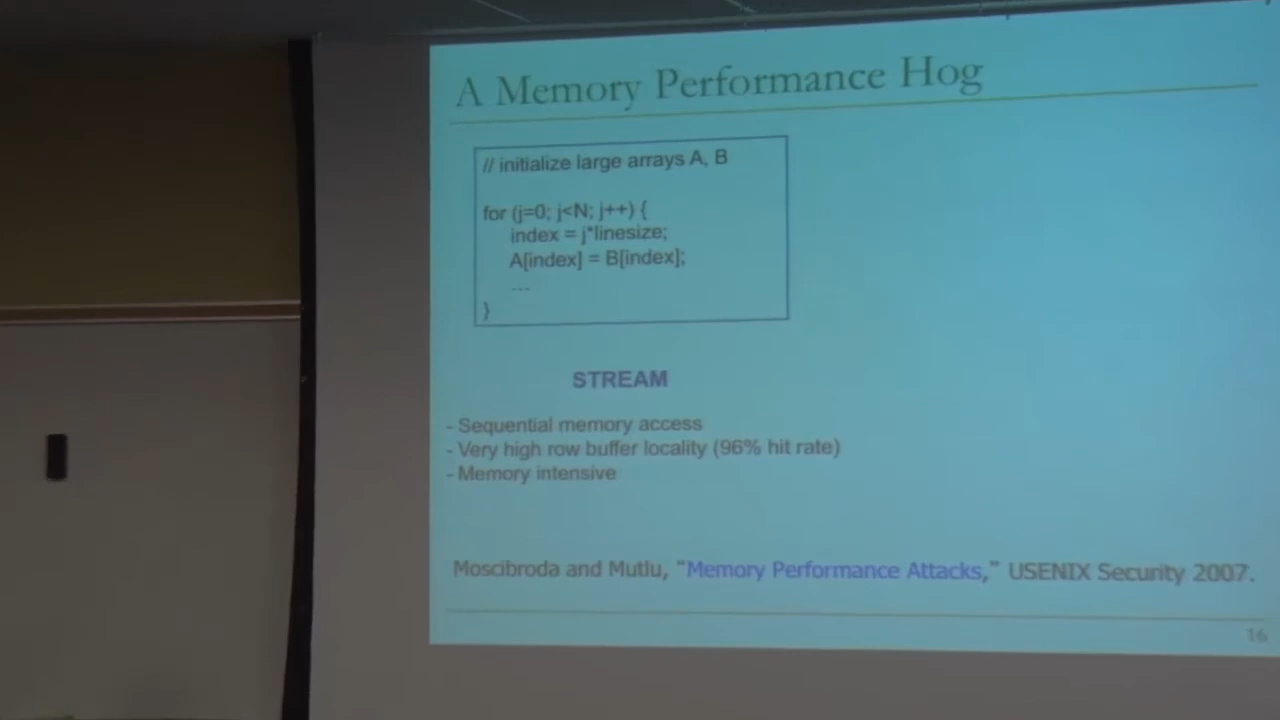 A Memory Performance Hog
// initialize large arrays A, B
for (j=0; j<N; j++) {
index = j*linesize;
A[index] = B[index];
...
}
STREAM
- Sequential memory access
- Very high row buffer locality (96% hit rate)
- Memory intensive
Moscibroda and Mutlu, “Memory Performance Attacks,” USENIX Security 2007.
16